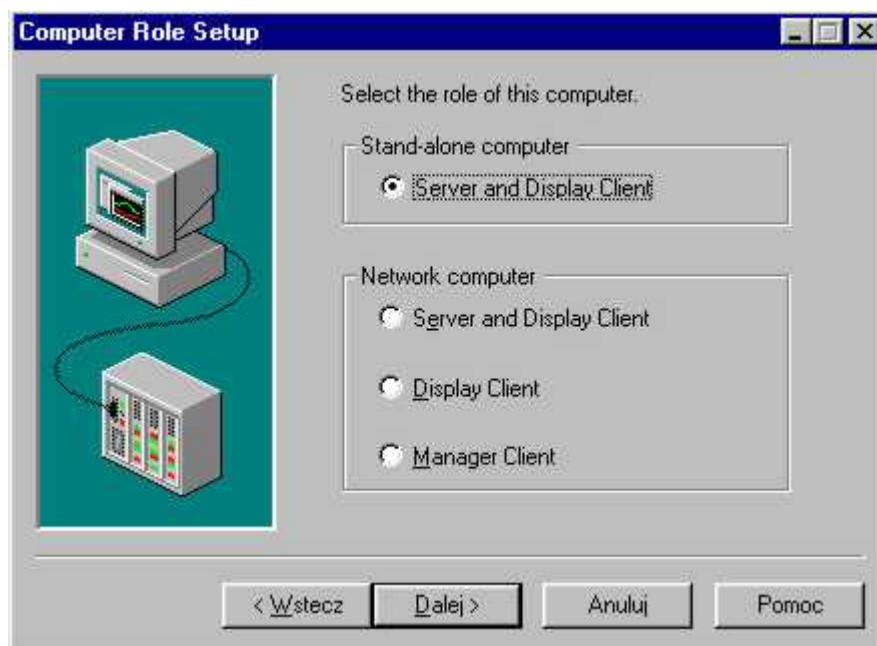 Computer Role Setup
Select the role of this computer.
Stand-alone computer
Server and Display Client
Network computer
Server and Display Client
Display Client
Manager Client
< Wstecz Dalej > Anuluj Pomoc